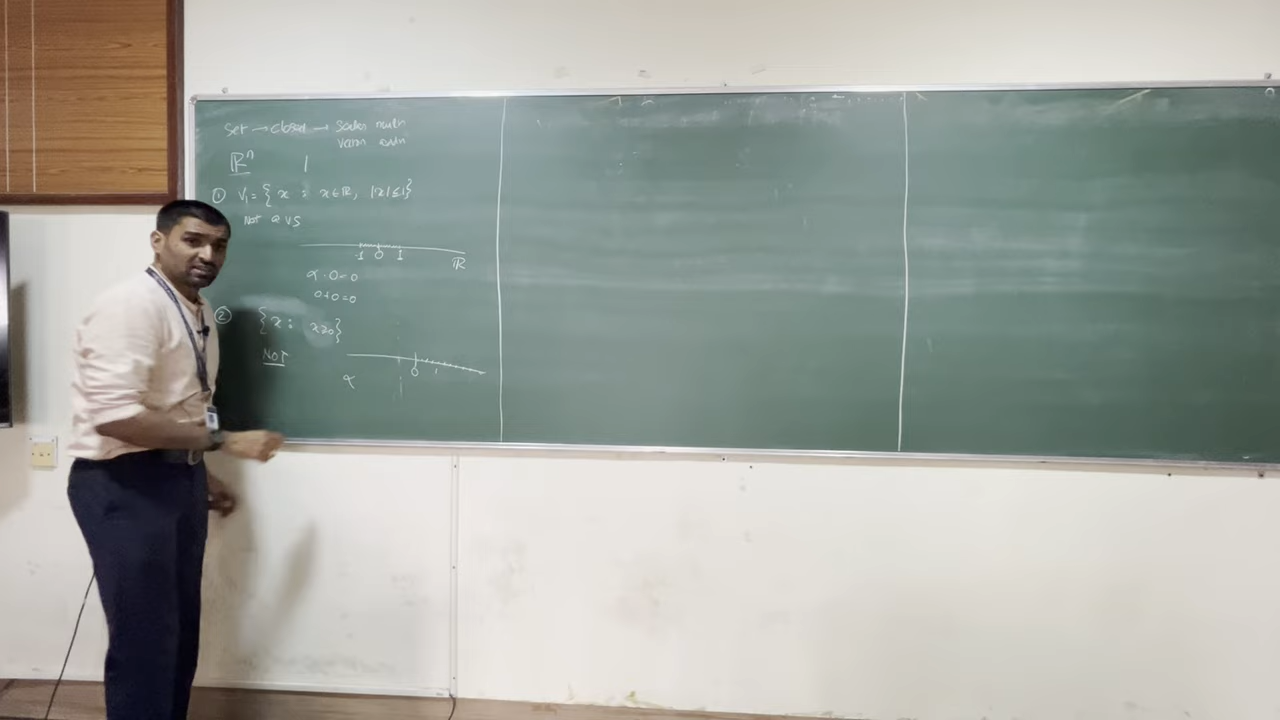 Set → closed → Scalar multn
Vector addn
ℝⁿ
① V₁ = { x : x ∈ ℝ, |x| ≤ 1 }
Not a VS
-1 0 1
ℝ
α·0 = 0
0+0=0
② { x : x≥0 }
NOT
0
α